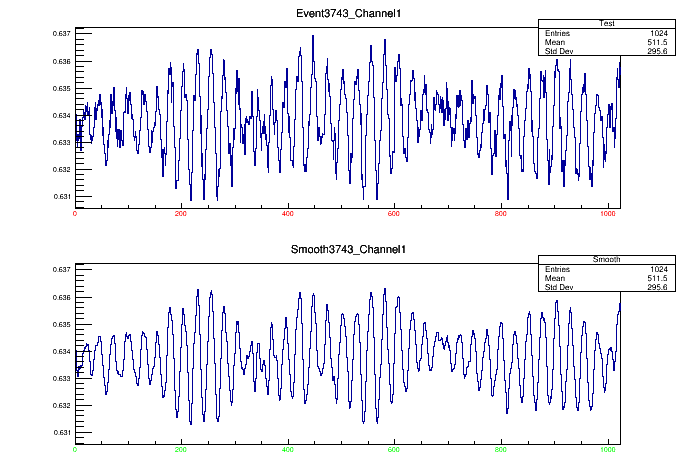 Event3743_Channel1
Test
Entries 1024
Mean 511.5
Std Dev 295.6
0.637
0.636
0.635
0.634
0.633
0.632
0.631
0 200 400 600 800 1000
Smooth3743_Channel1
Smooth
Entries 1024
Mean 511.5
Std Dev 295.6
0.637
0.636
0.635
0.634
0.633
0.632
0.631
0 200 400 600 800 1000